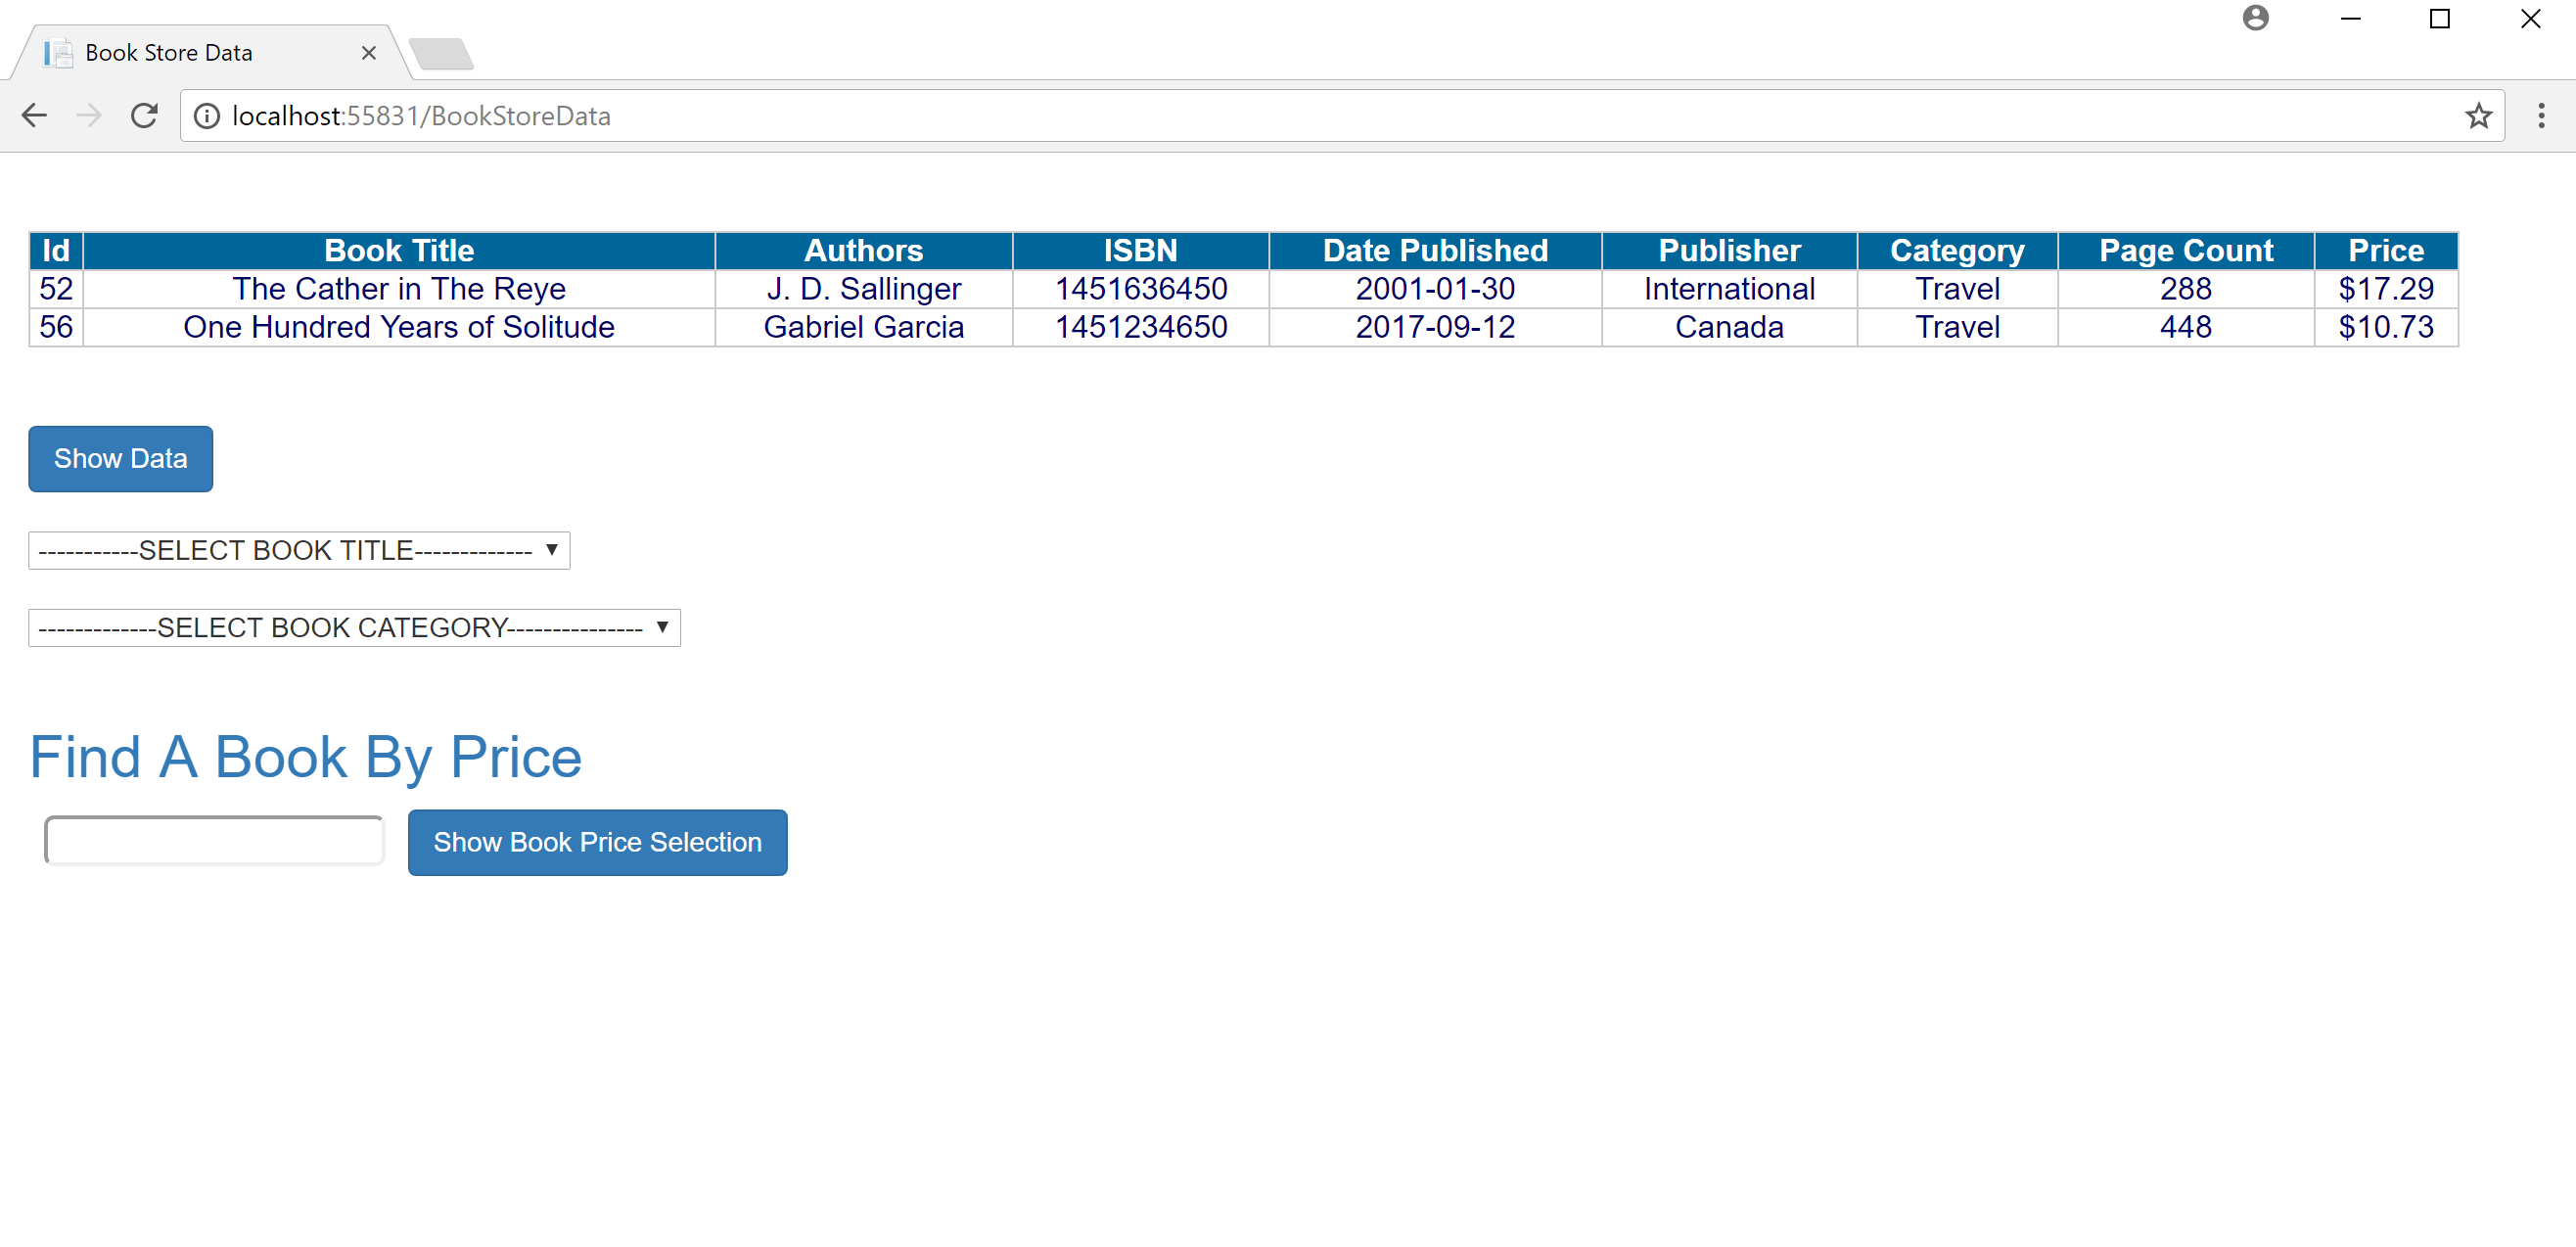 Book Store Data
localhost:55831/BookStoreData
Id Book Title Authors ISBN Date Published Publisher Category Page Count Price
52 The Cather in The Reye J. D. Sallinger 1451636450 2001-01-30 International Travel 288 $17.29
56 One Hundred Years of Solitude Gabriel Garcia 1451234650 2017-09-12 Canada Travel 448 $10.73
Show Data
-----------SELECT BOOK TITLE-------------
-------------SELECT BOOK CATEGORY---------------
Find A Book By Price
Show Book Price Selection